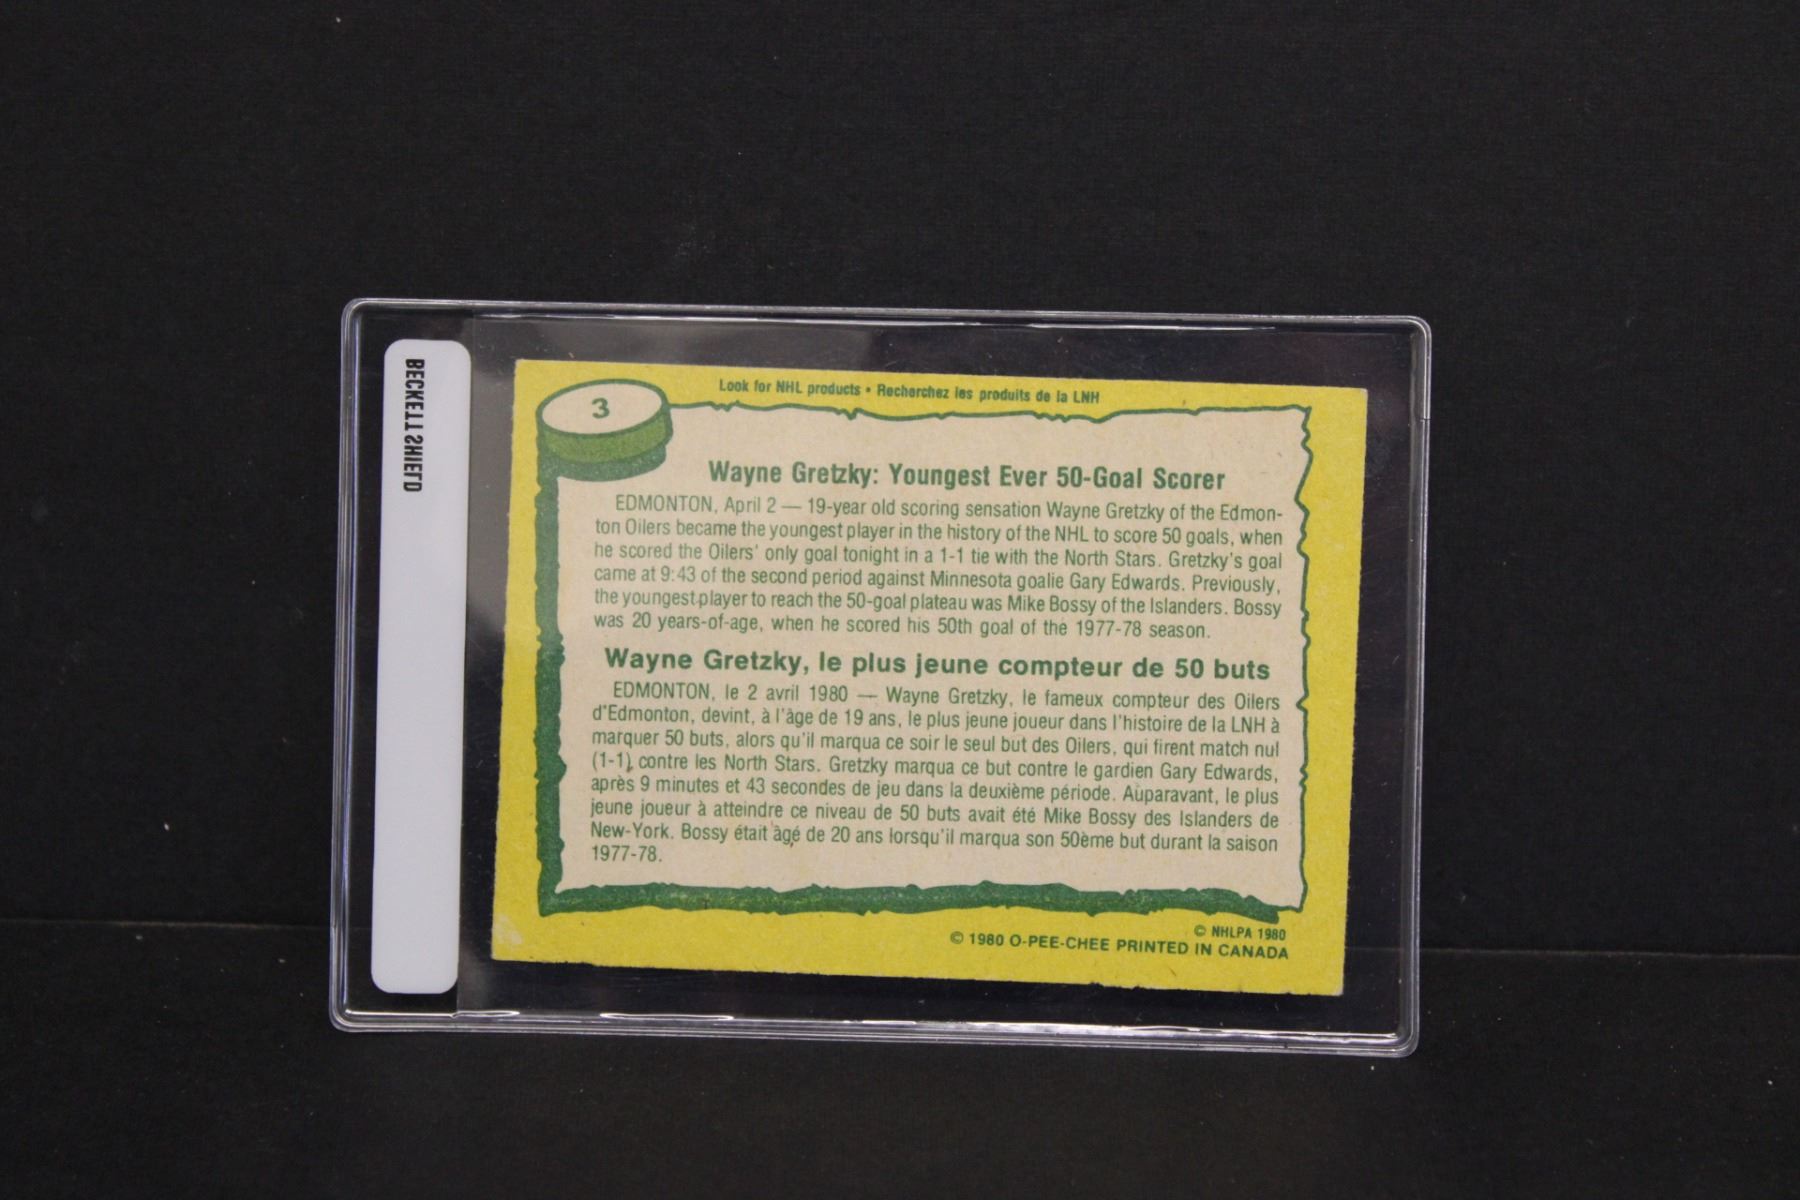 BECKETT SHIELD
3
Look for NHL products • Recherchez les produits de la LNH
Wayne Gretzky: Youngest Ever 50-Goal Scorer
EDMONTON, April 2 — 19-year old scoring sensation Wayne Gretzky of the Edmon-
ton Oilers became the youngest player in the history of the NHL to score 50 goals, when
he scored the Oilers' only goal tonight in a 1-1 tie with the North Stars. Gretzky's goal
came at 9:43 of the second period against Minnesota goalie Gary Edwards. Previously,
the youngest player to reach the 50-goal plateau was Mike Bossy of the Islanders. Bossy
was 20 years-of-age, when he scored his 50th goal of the 1977-78 season.
Wayne Gretzky, le plus jeune compteur de 50 buts
EDMONTON, le 2 avril 1980 — Wayne Gretzky, le fameux compteur des Oilers
d'Edmonton, devint, à l'âge de 19 ans, le plus jeune joueur dans l'histoire de la LNH à
marquer 50 buts, alors qu'il marqua ce soir le seul but des Oilers, qui firent match nul
(1-1), contre les North Stars. Gretzky marqua ce but contre le gardien Gary Edwards,
après 9 minutes et 43 secondes de jeu dans la deuxième période. Auparavant, le plus
jeune joueur à atteindre ce niveau de 50 buts avait été Mike Bossy des Islanders de
New-York. Bossy était âgé de 20 ans lorsqu'il marqua son 50ème but durant la saison
1977-78.
© NHLPA 1980
© 1980 O-PEE-CHEE PRINTED IN CANADA